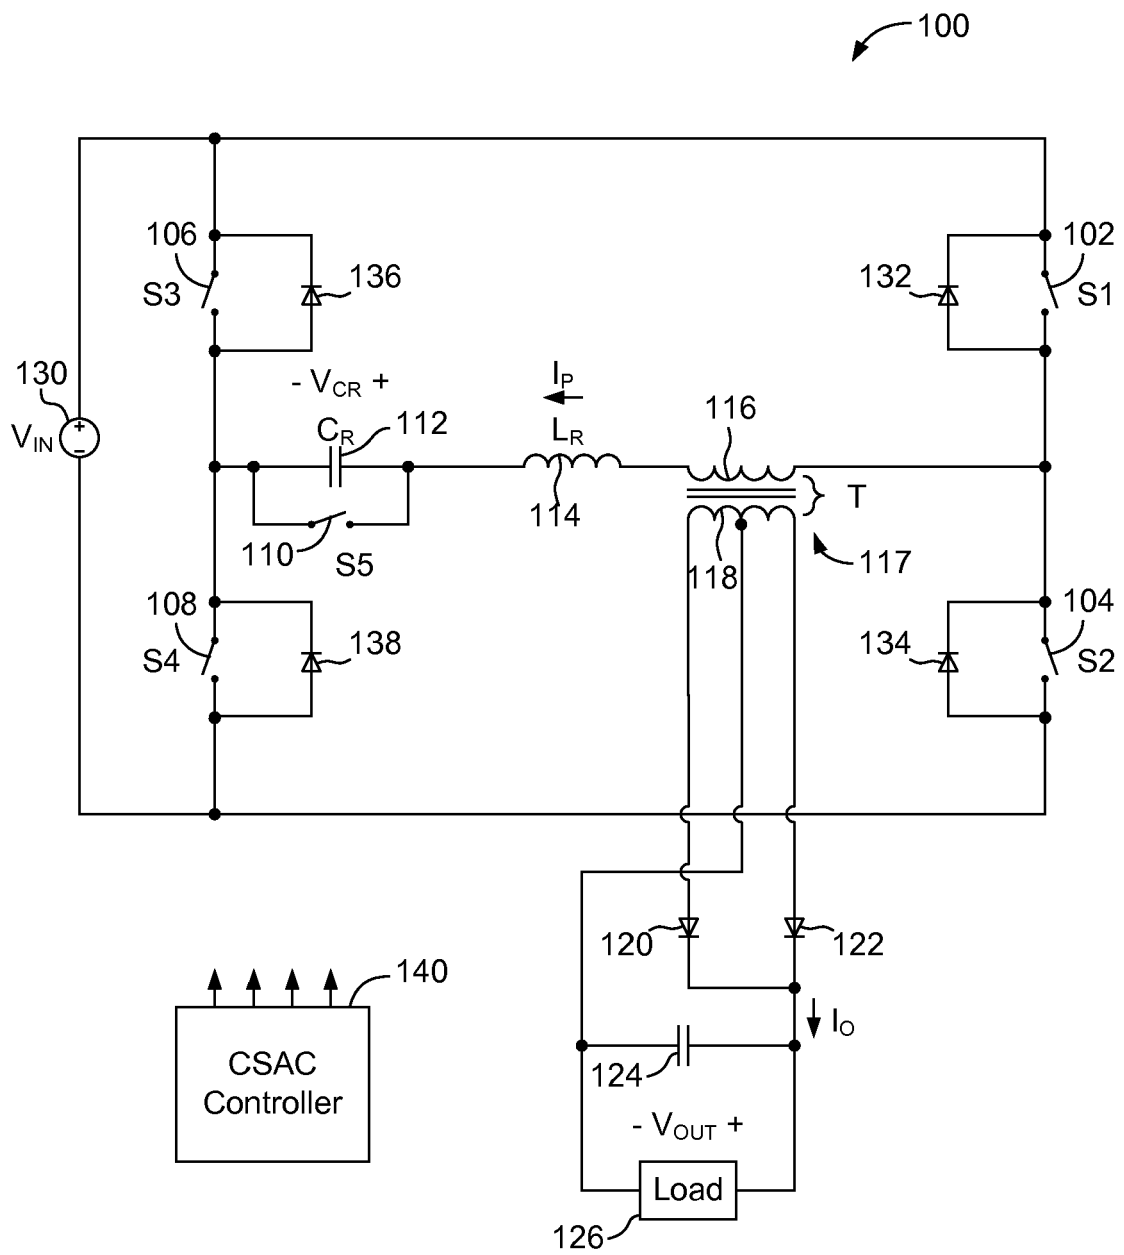 100
106
136
132
102
S3
S1
130
- VCR +
IP
116
VIN
+
-
CR
112
LR
114
T
110
S5
118
117
108
138
134
104
S4
S2
120
122
140
IO
CSAC
Controller
124
- VOUT +
Load
126